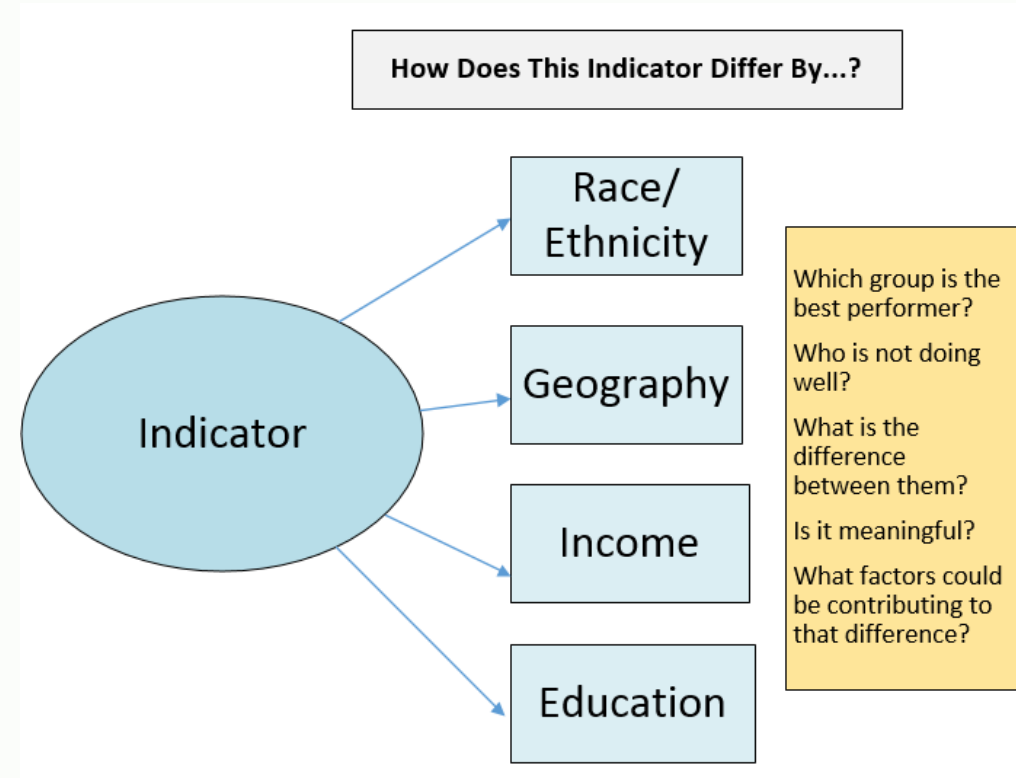 How Does This Indicator Differ By...?
Indicator
Race/
Ethnicity
Geography
Income
Education
Which group is the
best performer?
Who is not doing
well?
What is the
difference
between them?
Is it meaningful?
What factors could
be contributing to
that difference?